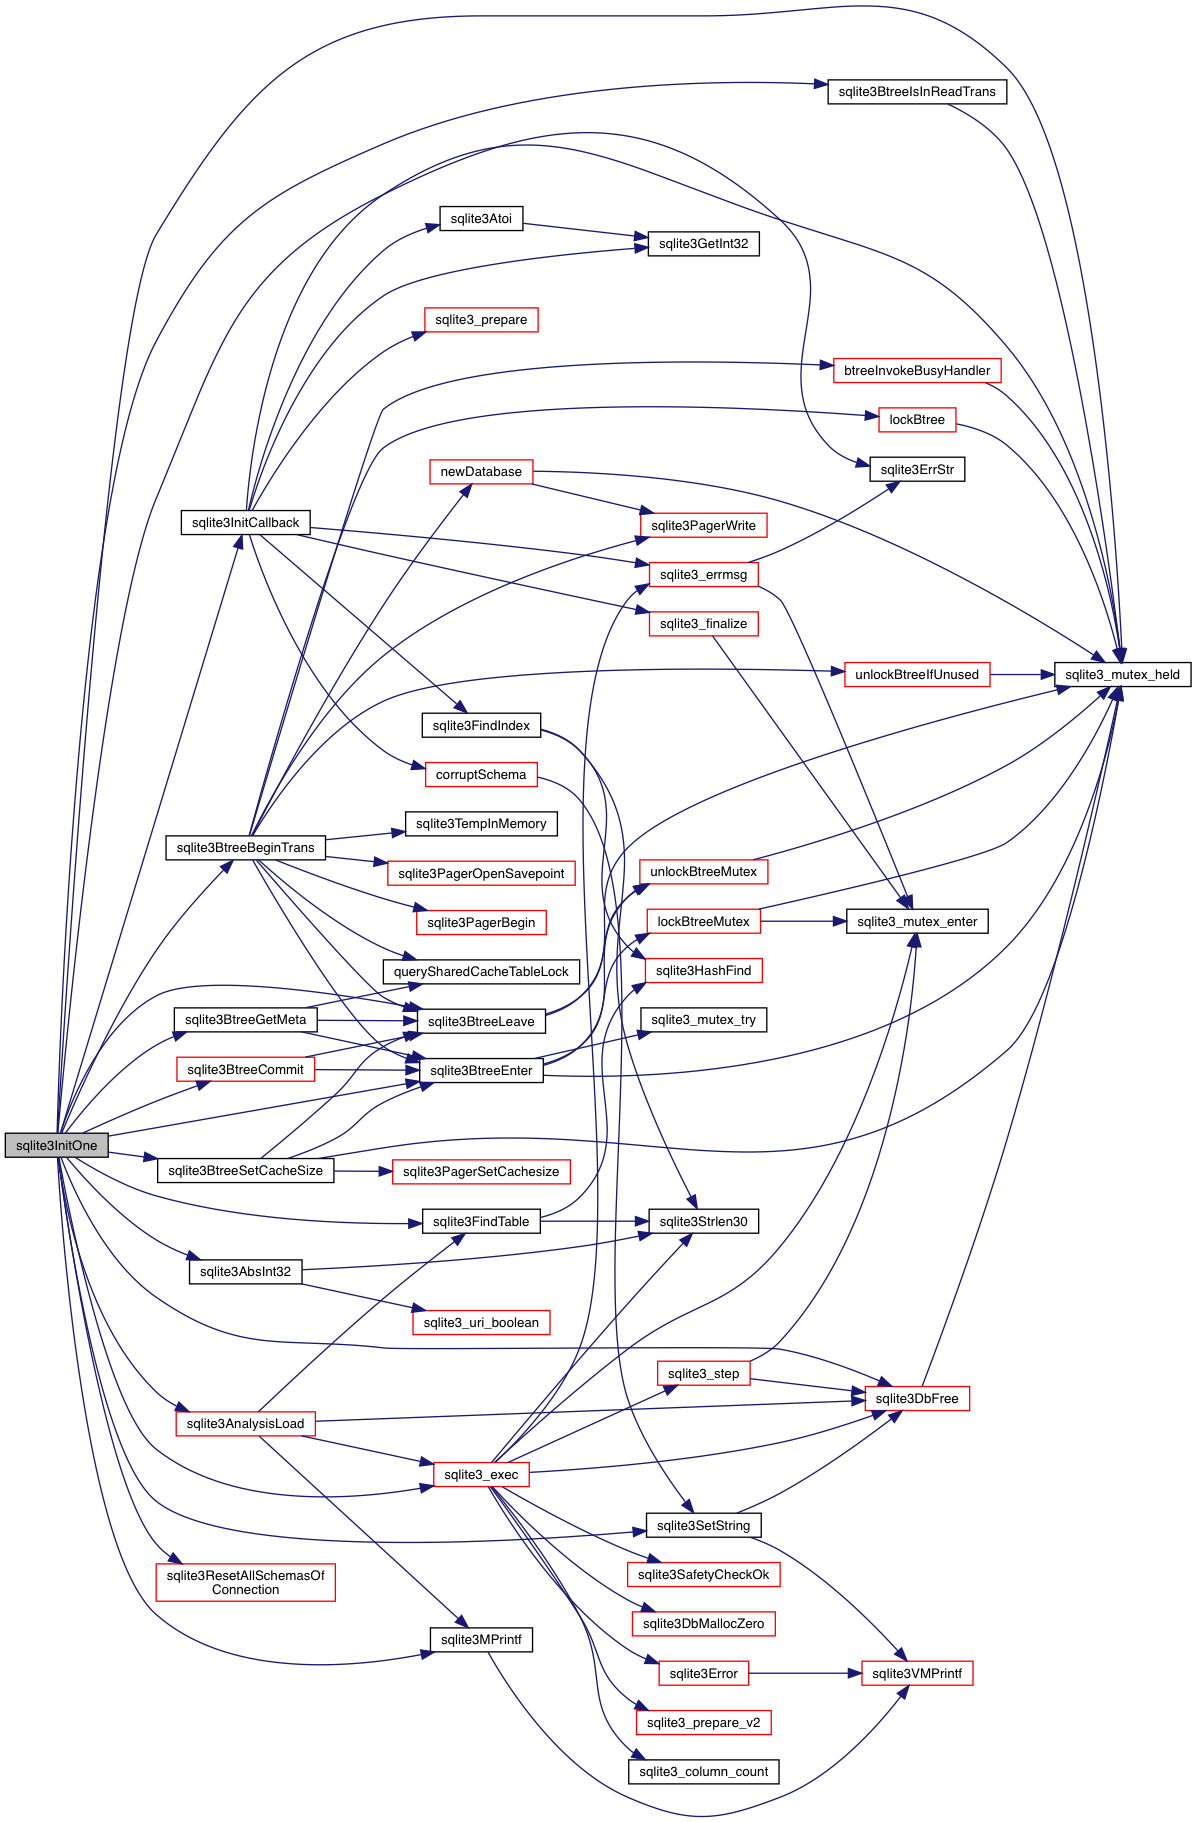 sqlite3BtreeIsInReadTrans
sqlite3Atoi
sqlite3GetInt32
sqlite3_prepare
btreeInvokeBusyHandler
lockBtree
newDatabase
sqlite3ErrStr
sqlite3InitCallback
sqlite3PagerWrite
sqlite3_errmsg
sqlite3_finalize
unlockBtreeIfUnused
sqlite3_mutex_held
sqlite3FindIndex
corruptSchema
sqlite3TempInMemory
sqlite3BtreeBeginTrans
sqlite3PagerOpenSavepoint
unlockBtreeMutex
sqlite3PagerBegin
lockBtreeMutex
sqlite3_mutex_enter
querySharedCacheTableLock
sqlite3HashFind
sqlite3BtreeGetMeta
sqlite3BtreeLeave
sqlite3_mutex_try
sqlite3BtreeCommit
sqlite3BtreeEnter
sqlite3InitOne
sqlite3BtreeSetCacheSize
sqlite3PagerSetCachesize
sqlite3FindTable
sqlite3Strlen30
sqlite3AbsInt32
sqlite3_uri_boolean
sqlite3_step
sqlite3DbFree
sqlite3AnalysisLoad
sqlite3_exec
sqlite3SetString
sqlite3SafetyCheckOk
sqlite3ResetAllSchemasOf
Connection
sqlite3DbMallocZero
sqlite3MPrintf
sqlite3Error
sqlite3VMPrintf
sqlite3_prepare_v2
sqlite3_column_count